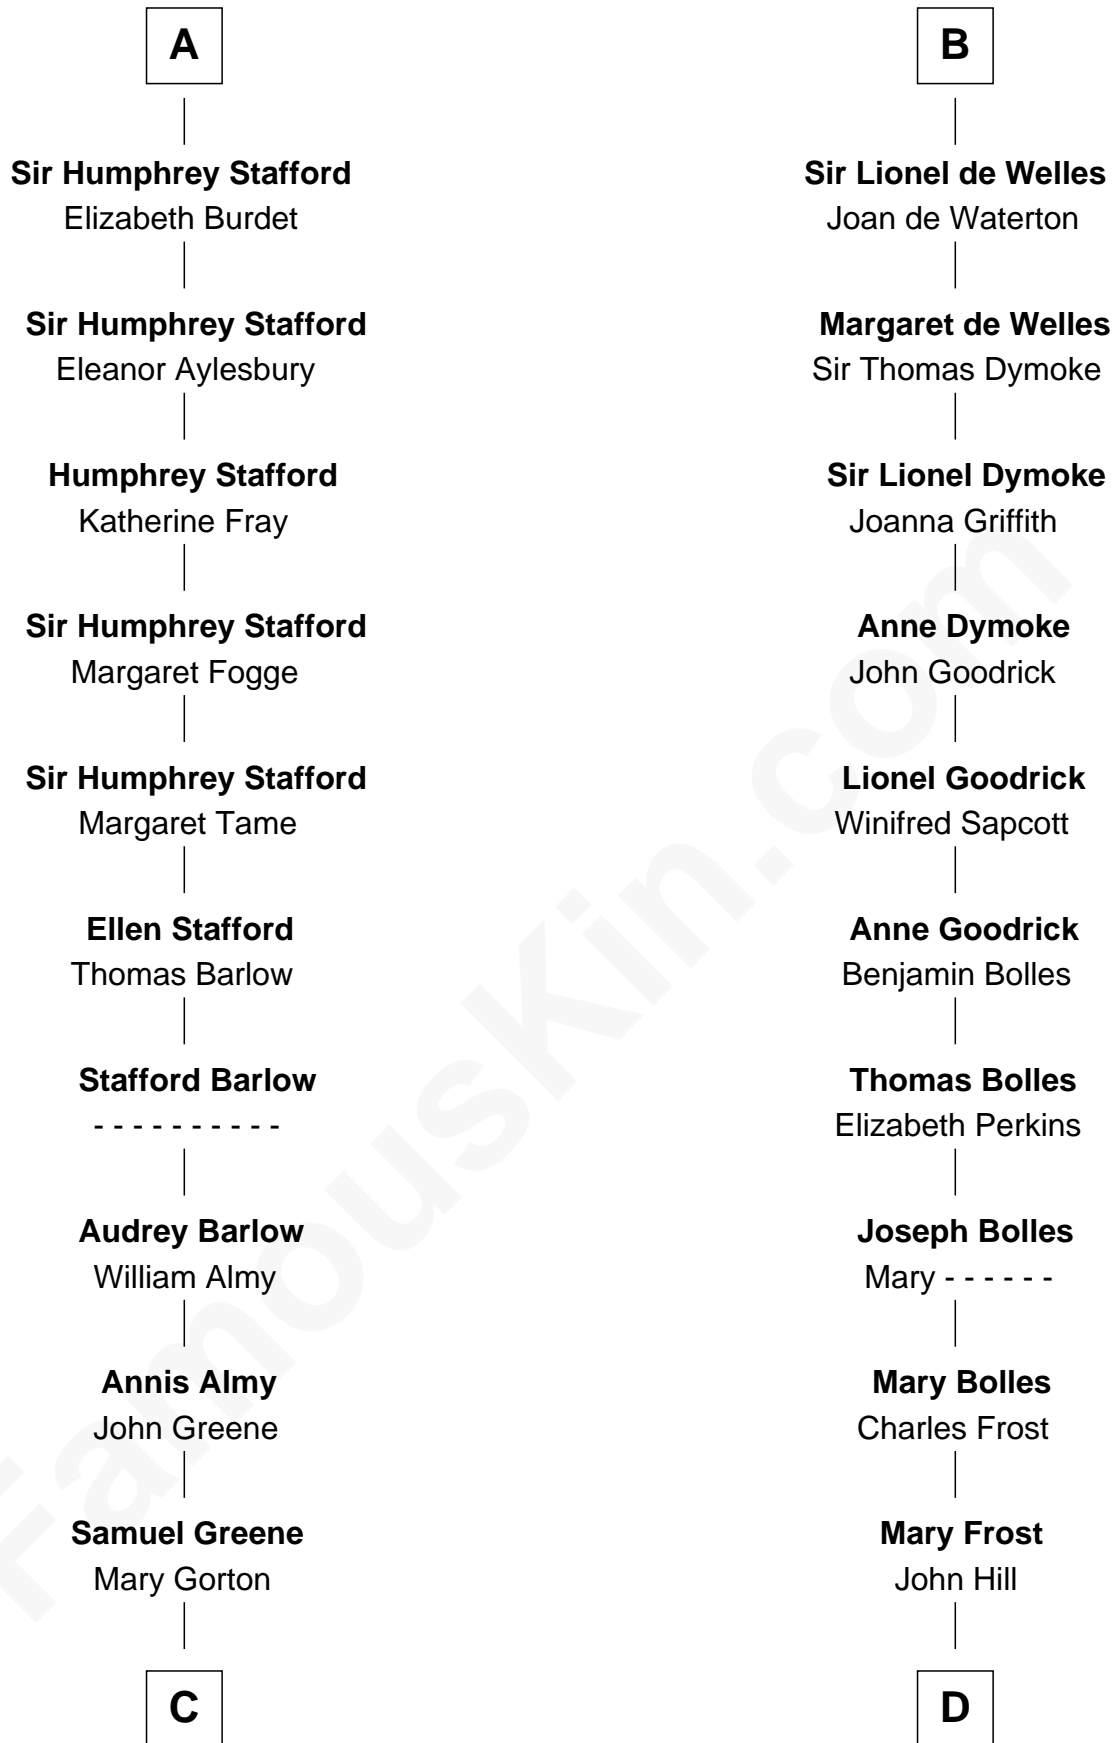 A
Sir Humphrey Stafford
Elizabeth Burdet
Sir Humphrey Stafford
Eleanor Aylesbury
Humphrey Stafford
Katherine Fray
Sir Humphrey Stafford
Margaret Fogge
Sir Humphrey Stafford
Margaret Tame
Ellen Stafford
Thomas Barlow
Stafford Barlow
- - - - - - - - - -
Audrey Barlow
William Almy
Annis Almy
John Greene
Samuel Greene
Mary Gorton
C
B
Sir Lionel de Welles
Joan de Waterton
Margaret de Welles
Sir Thomas Dymoke
Sir Lionel Dymoke
Joanna Griffith
Anne Dymoke
John Goodrick
Lionel Goodrick
Winifred Sapcott
Anne Goodrick
Benjamin Bolles
Thomas Bolles
Elizabeth Perkins
Joseph Bolles
Mary - - - - - -
Mary Bolles
Charles Frost
Mary Frost
John Hill
D
FamousKin.com